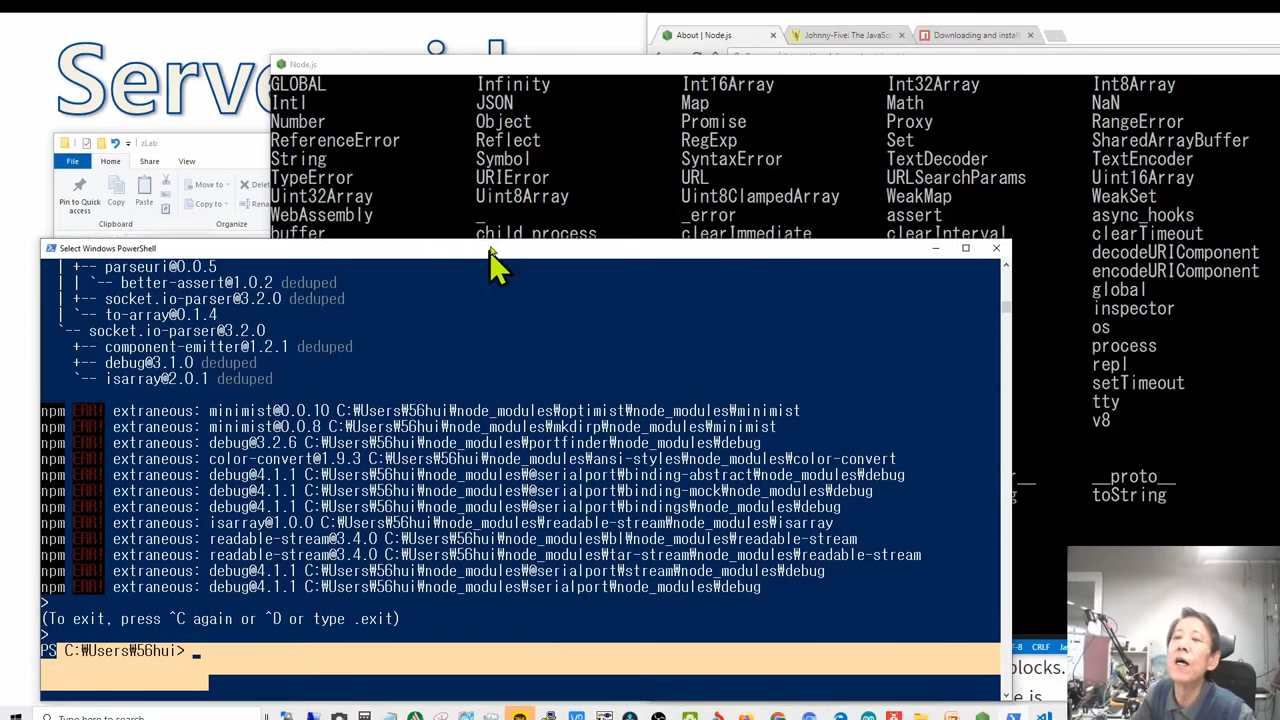 About | Node.js
Johnny-Five: The JavaScr
Downloading and install
Node.js
GLOBAL Infinity Int16Array Int32Array Int8Array
Intl JSON Map Math NaN
Number Object Promise Proxy RangeError
ReferenceError Reflect RegExp Set SharedArrayBuffer
String Symbol SyntaxError TextDecoder TextEncoder
TypeError URIError URL URLSearchParams Uint16Array
Uint32Array Uint8Array Uint8ClampedArray WeakMap WeakSet
WebAssembly _ _error assert async_hooks
buffer child_process clearImmediate clearInterval clearTimeout
decodeURIComponent
encodeURIComponent
global
inspector
os
process
repl
setTimeout
tty
v8
__proto__
toString
zLab
File Home Share View
Pin to Quick access
Copy
Paste
Move to
Copy to
Delet
Rena
Clipboard
Organize
Select Windows PowerShell
| +-- parseuri@0.0.5
| | `-- better-assert@1.0.2 deduped
| +-- socket.io-parser@3.2.0 deduped
| `-- to-array@0.1.4
`-- socket.io-parser@3.2.0
+-- component-emitter@1.2.1 deduped
+-- debug@3.1.0 deduped
`-- isarray@2.0.1 deduped
npm ERR! extraneous: minimist@0.0.10 C:₩Users₩56hui₩node_modules₩optimist₩node_modules₩minimist
npm ERR! extraneous: minimist@0.0.8 C:₩Users₩56hui₩node_modules₩mkdirp₩node_modules₩minimist
npm ERR! extraneous: debug@3.2.6 C:₩Users₩56hui₩node_modules₩portfinder₩node_modules₩debug
npm ERR! extraneous: color-convert@1.9.3 C:₩Users₩56hui₩node_modules₩ansi-styles₩node_modules₩color-convert
npm ERR! extraneous: debug@4.1.1 C:₩Users₩56hui₩node_modules₩@serialport₩binding-abstract₩node_modules₩debug
npm ERR! extraneous: debug@4.1.1 C:₩Users₩56hui₩node_modules₩@serialport₩binding-mock₩node_modules₩debug
npm ERR! extraneous: debug@4.1.1 C:₩Users₩56hui₩node_modules₩@serialport₩bindings₩node_modules₩debug
npm ERR! extraneous: isarray@1.0.0 C:₩Users₩56hui₩node_modules₩readable-stream₩node_modules₩isarray
npm ERR! extraneous: readable-stream@3.4.0 C:₩Users₩56hui₩node_modules₩bl₩node_modules₩readable-stream
npm ERR! extraneous: readable-stream@3.4.0 C:₩Users₩56hui₩node_modules₩tar-stream₩node_modules₩readable-stream
npm ERR! extraneous: debug@4.1.1 C:₩Users₩56hui₩node_modules₩@serialport₩stream₩node_modules₩debug
npm ERR! extraneous: debug@4.1.1 C:₩Users₩56hui₩node_modules₩serialport₩node_modules₩debug
>
(To exit, press ^C again or ^D or type .exit)
>
PS C:₩Users₩56hui>
CRLF
locks.
e is
Type here to search